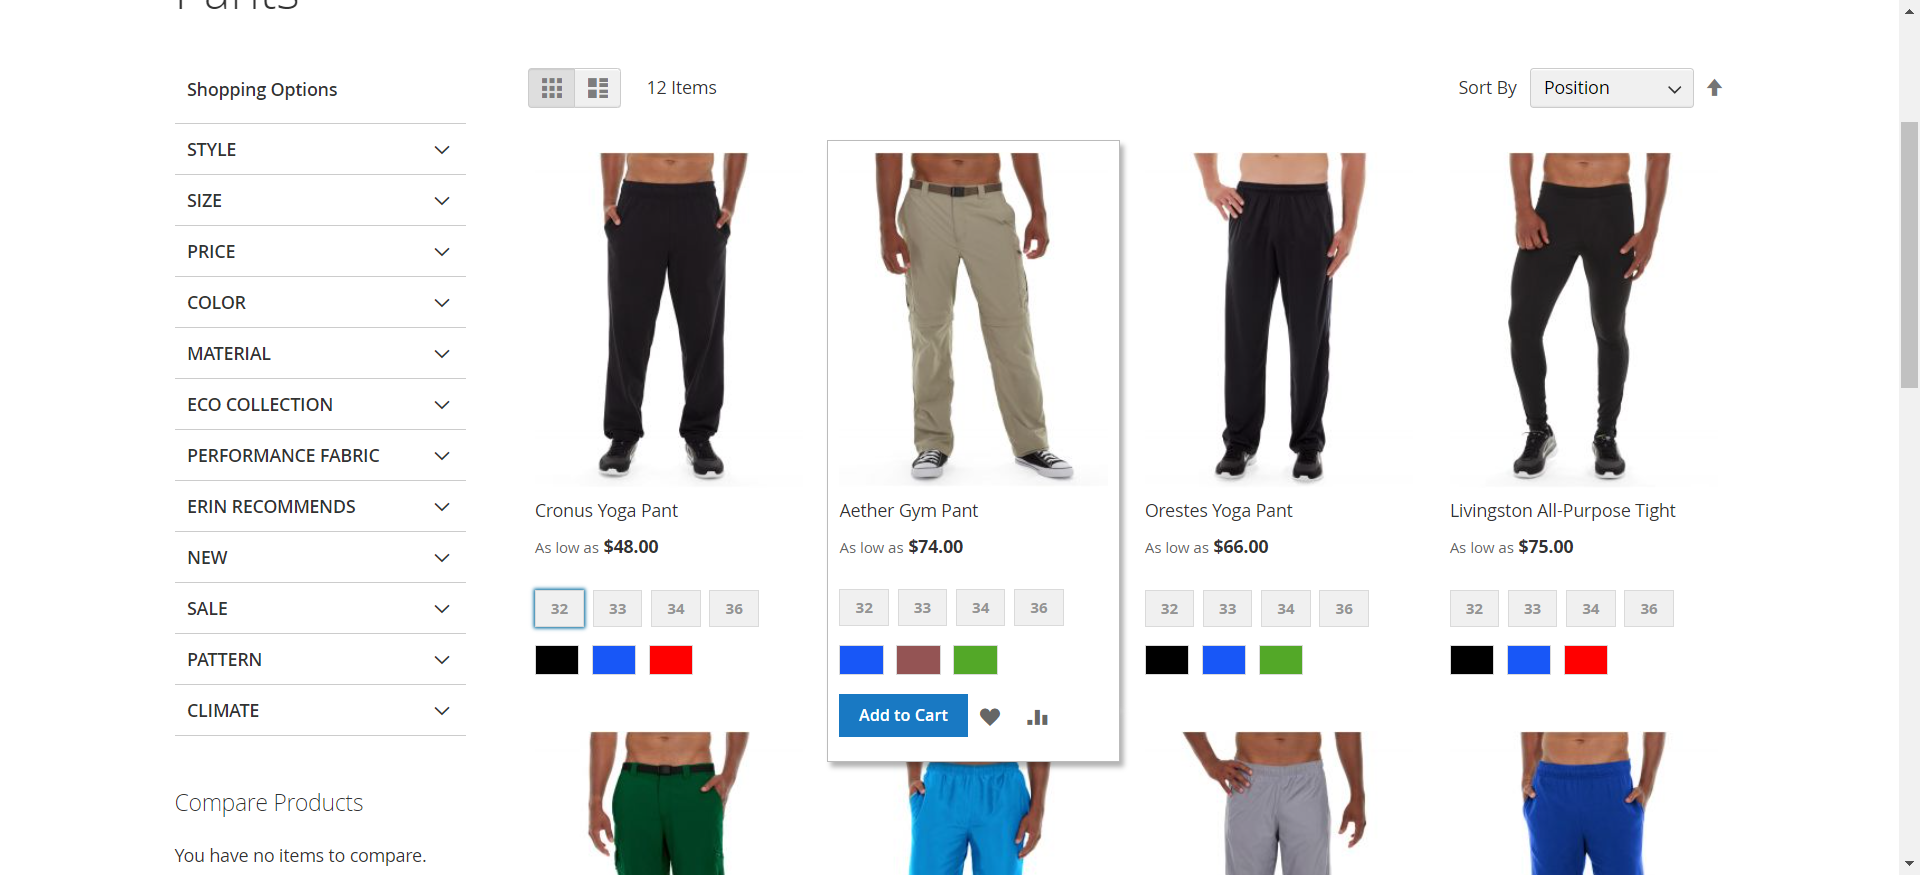 Pants
Shopping Options
STYLE
SIZE
PRICE
COLOR
MATERIAL
ECO COLLECTION
PERFORMANCE FABRIC
ERIN RECOMMENDS
NEW
SALE
PATTERN
CLIMATE
Compare Products
You have no items to compare.
12 Items
Sort By Position
Cronus Yoga Pant
As low as $48.00
32 33 34 36
Aether Gym Pant
As low as $74.00
32 33 34 36
Add to Cart
Orestes Yoga Pant
As low as $66.00
32 33 34 36
Livingston All-Purpose Tight
As low as $75.00
32 33 34 36